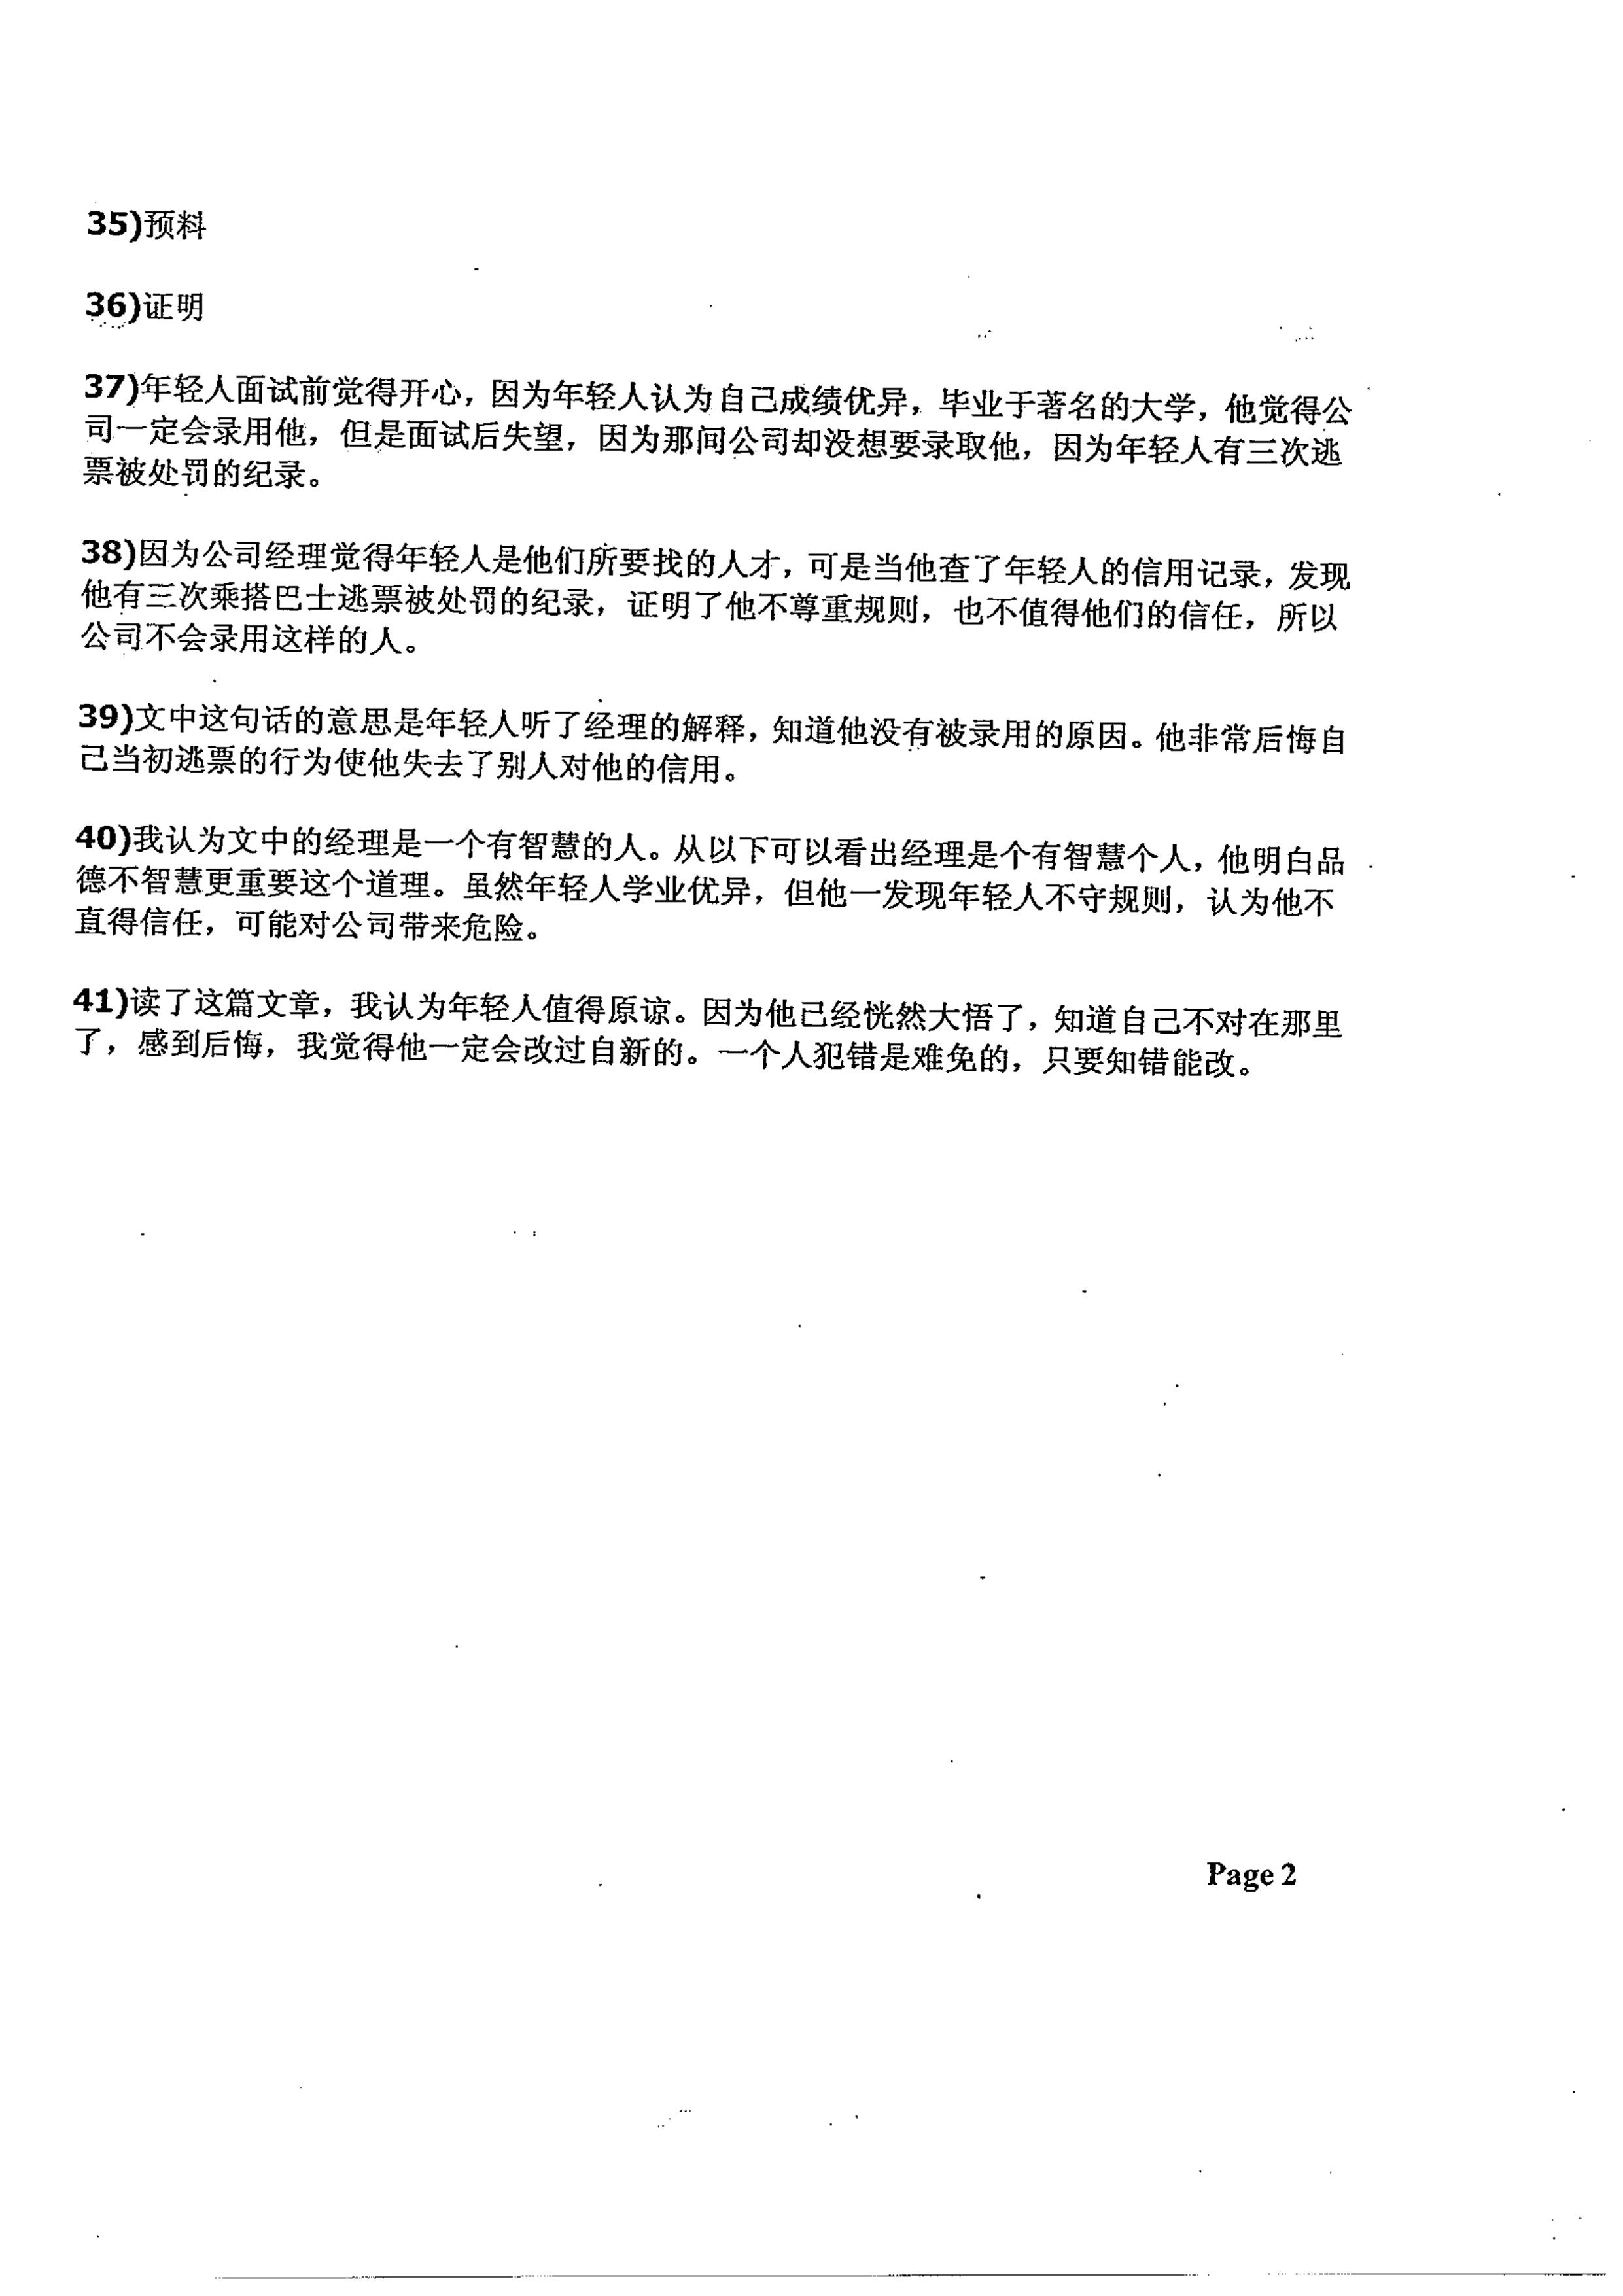 35)预料
36)证明
37)年轻人面试前觉得开心，因为年轻人认为自己成绩优异，毕业于著名的大学，他觉得公
司一定会录用他，但是面试后失望，因为那间公司却没想要录取他，因为年轻人有三次逃
票被处罚的纪录。
38)因为公司经理觉得年轻人是他们所要找的人才，可是当他查了年轻人的信用记录，发现
他有三次乘搭巴士逃票被处罚的纪录，证明了他不尊重规则，也不值得他们的信任，所以
公司不会录用这样的人。
39)文中这句话的意思是年轻人听了经理的解释，知道他没有被录用的原因。他非常后悔自
己当初逃票的行为使他失去了别人对他的信用。
40)我认为文中的经理是一个有智慧的人。从以下可以看出经理是个有智慧个人，他明白品
德不智慧更重要这个道理。虽然年轻人学业优异，但他一发现年轻人不守规则，认为他不
直得信任，可能对公司带来危险。
41)读了这篇文章，我认为年轻人值得原谅。因为他已经恍然大悟了，知道自己不对在那里
了，感到后悔，我觉得他一定会改过自新的。一个人犯错是难免的，只要知错能改。
Page 2